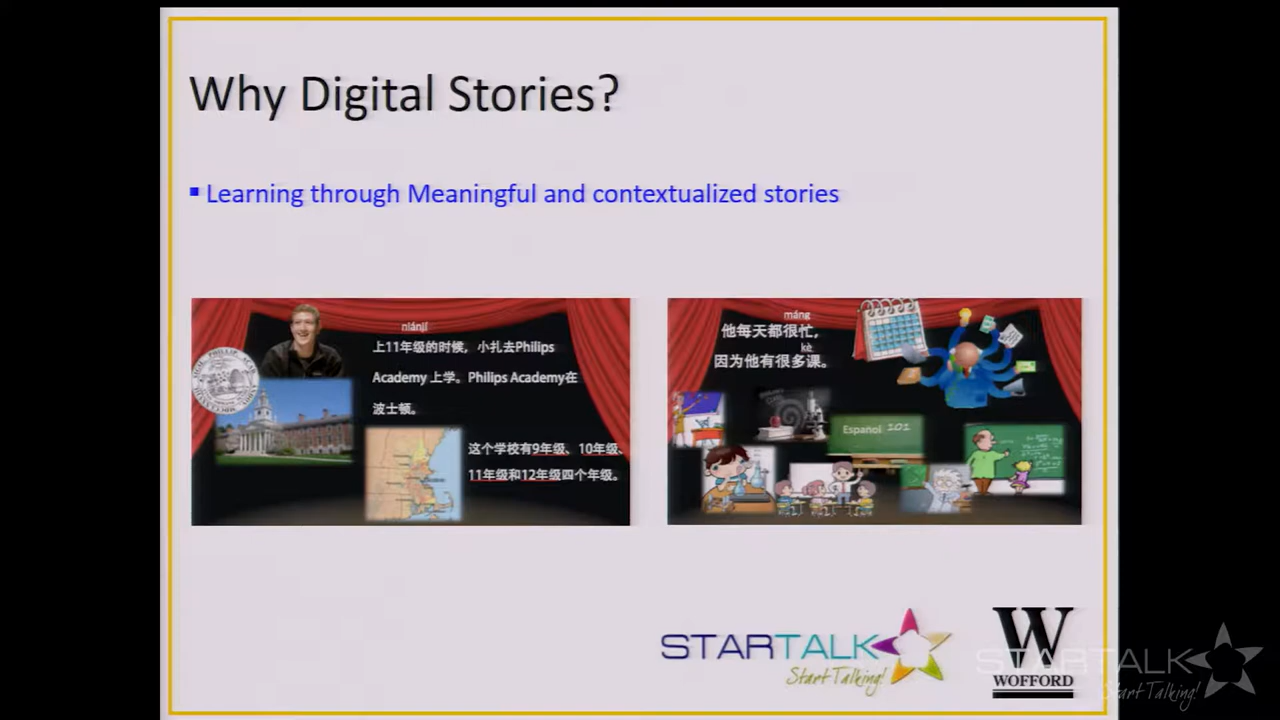 Why Digital Stories?
Learning through Meaningful and contextualized stories
niánjí
上11年级的时候，小扎去Philips
Academy 上学。Philips Academy在
波士顿。
这个学校有9年级、10年级、
11年级和12年级四个年级。
máng
他每天都很忙，
kè
因为他有很多课。
Espanol 101
STARTALK
Start Talking!
W
WOFFORD
STARTALK
Start Talking!